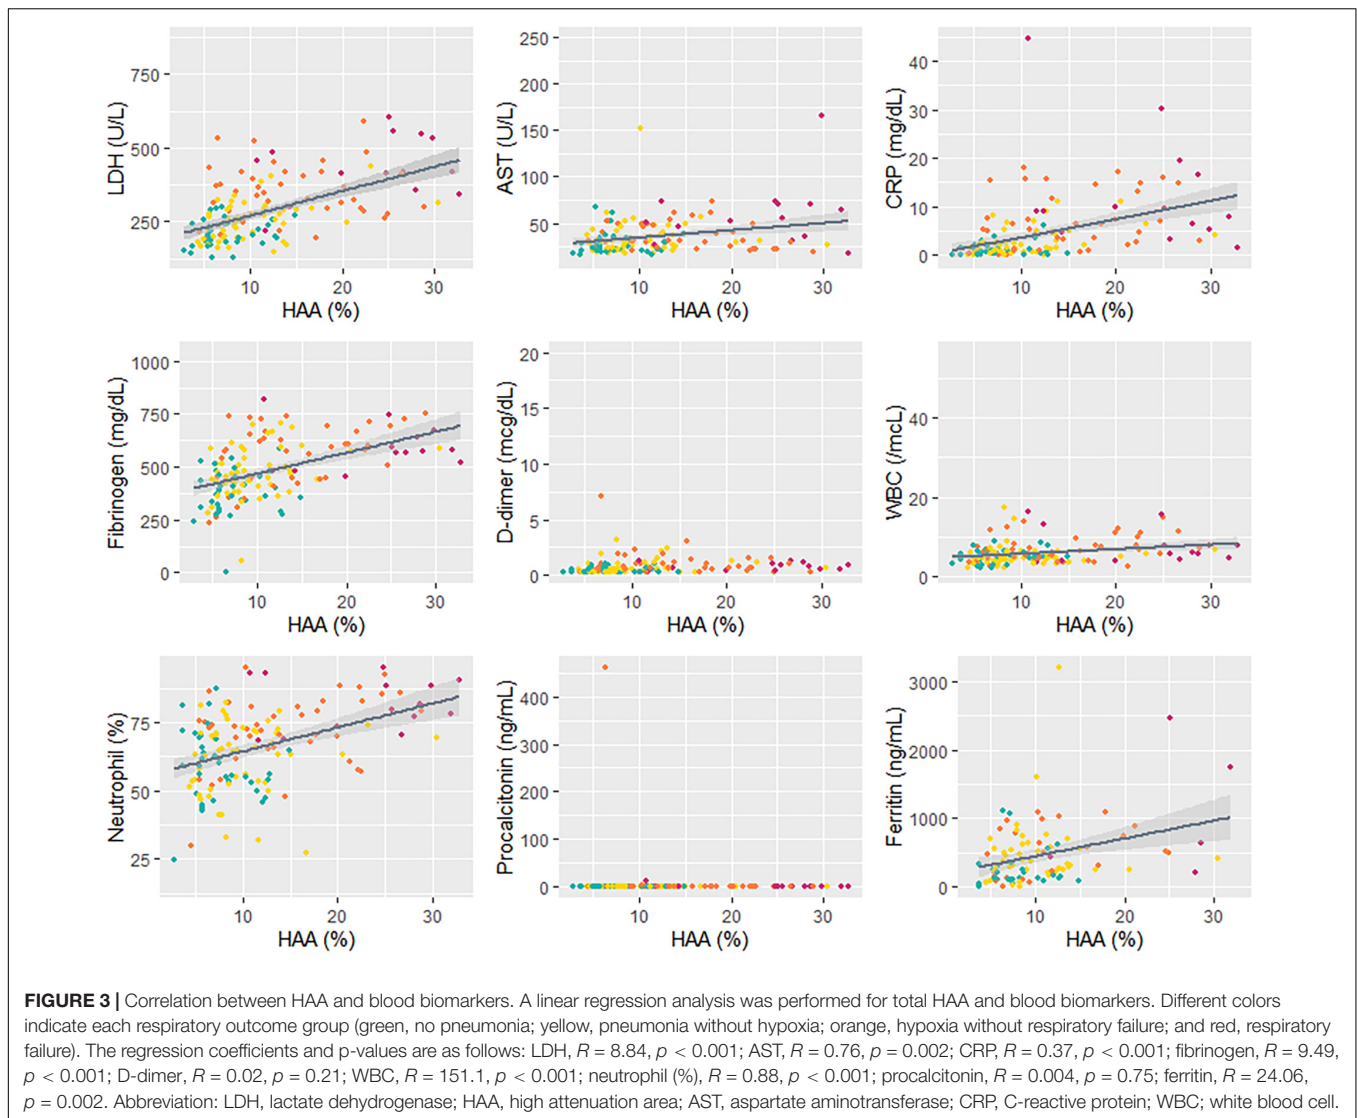 750
500
250
LDH (U/L)
10 20 30
HAA (%)
250
200
150
100
50
AST (U/L)
10 20 30
HAA (%)
40
30
20
10
0
CRP (mg/dL)
10 20 30
HAA (%)
1000
750
500
250
0
Fibrinogen (mg/dL)
10 20 30
HAA (%)
20
15
10
5
0
D-dimer (mcg/dL)
10 20 30
HAA (%)
40
20
0
WBC (/mcL)
10 20 30
HAA (%)
75
50
25
Neutrophil (%)
10 20 30
HAA (%)
400
300
200
100
0
Procalcitonin (ng/mL)
10 20 30
HAA (%)
3000
2000
1000
0
Ferritin (ng/mL)
10 20 30
HAA (%)
FIGURE 3 | Correlation between HAA and blood biomarkers. A linear regression analysis was performed for total HAA and blood biomarkers. Different colors
indicate each respiratory outcome group (green, no pneumonia; yellow, pneumonia without hypoxia; orange, hypoxia without respiratory failure; and red, respiratory
failure). The regression coefficients and p-values are as follows: LDH, R = 8.84, p < 0.001; AST, R = 0.76, p = 0.002; CRP, R = 0.37, p < 0.001; fibrinogen, R = 9.49,
p < 0.001; D-dimer, R = 0.02, p = 0.21; WBC, R = 151.1, p < 0.001; neutrophil (%), R = 0.88, p < 0.001; procalcitonin, R = 0.004, p = 0.75; ferritin, R = 24.06,
p = 0.002. Abbreviation: LDH, lactate dehydrogenase; HAA, high attenuation area; AST, aspartate aminotransferase; CRP, C-reactive protein; WBC; white blood cell.